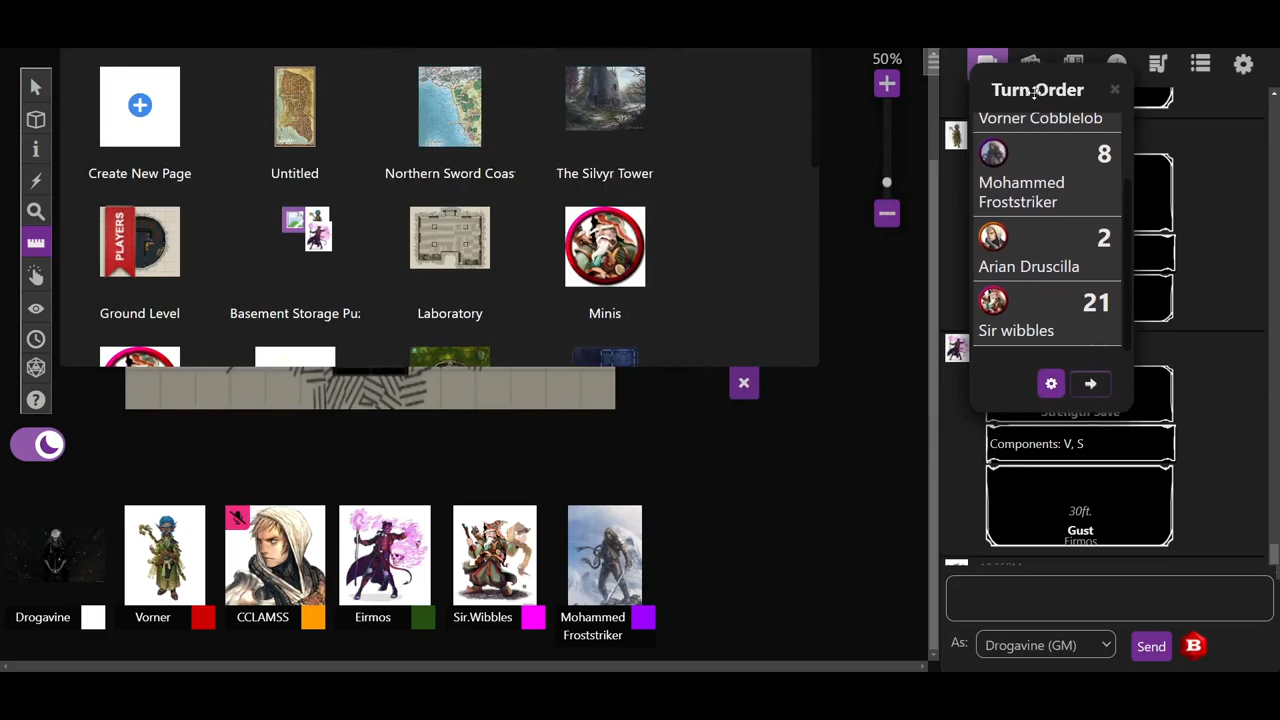 50%
Create New Page
Untitled
Northern Sword Coas
The Silvyr Tower
PLAYERS
Ground Level
Basement Storage Puz
Laboratory
Minis
Turn Order
Vorner Cobblelob
8
Mohammed
Froststriker
2
Arian Druscilla
21
Sir wibbles
Strength Save
Components: V, S
30ft.
Gust
Eirmos
Drogavine
Vorner
CCLAMSS
Eirmos
Sir.Wibbles
Mohammed
Froststriker
As:
Drogavine (GM)
Send
B